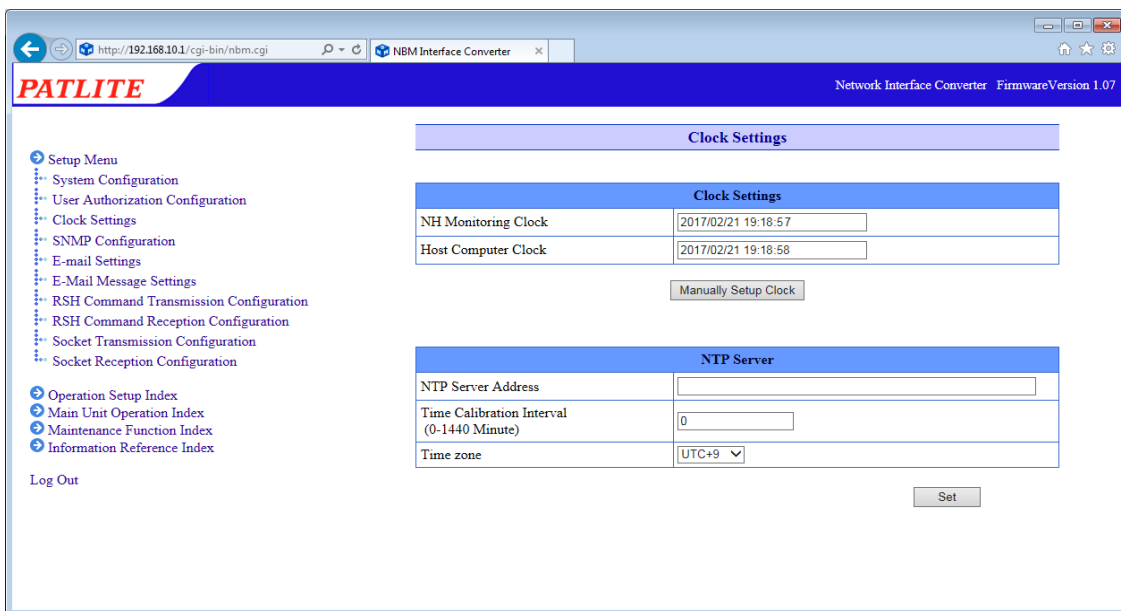 http://192.168.10.1/cgi-bin/nbm.cgi
NBM Interface Converter
PATLITE
Network Interface Converter FirmwareVersion 1.07
Setup Menu
System Configuration
User Authorization Configuration
Clock Settings
SNMP Configuration
E-mail Settings
E-Mail Message Settings
RSH Command Transmission Configuration
RSH Command Reception Configuration
Socket Transmission Configuration
Socket Reception Configuration
Operation Setup Index
Main Unit Operation Index
Maintenance Function Index
Information Reference Index
Log Out
Clock Settings
Clock Settings
NH Monitoring Clock 2017/02/21 19:18:57
Host Computer Clock 2017/02/21 19:18:58
Manually Setup Clock
NTP Server
NTP Server Address
Time Calibration Interval
(0-1440 Minute) 0
Time zone UTC+9
Set